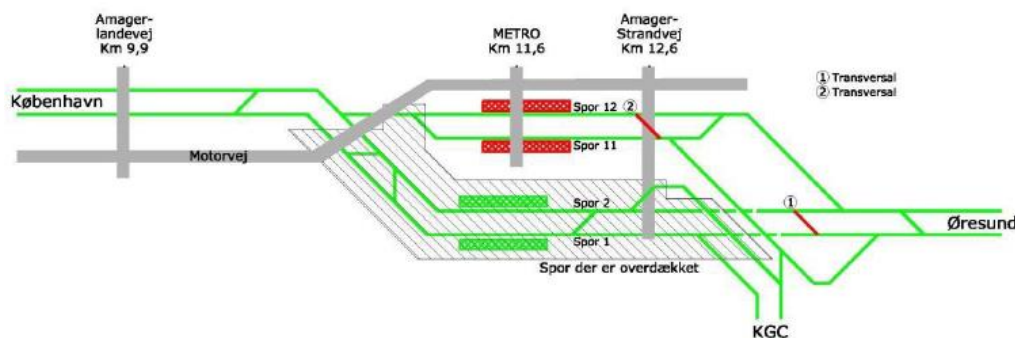 Amager-
landevej
Km 9,9
METRO
Km 11,6
Amager-
Strandvej
Km 12,6
① Transversal
② Transversal
København
Spor 12
②
Spor 11
Motorvej
Spor 2
①
Øresund
Spor 1
Spor der er overdækket
KGC